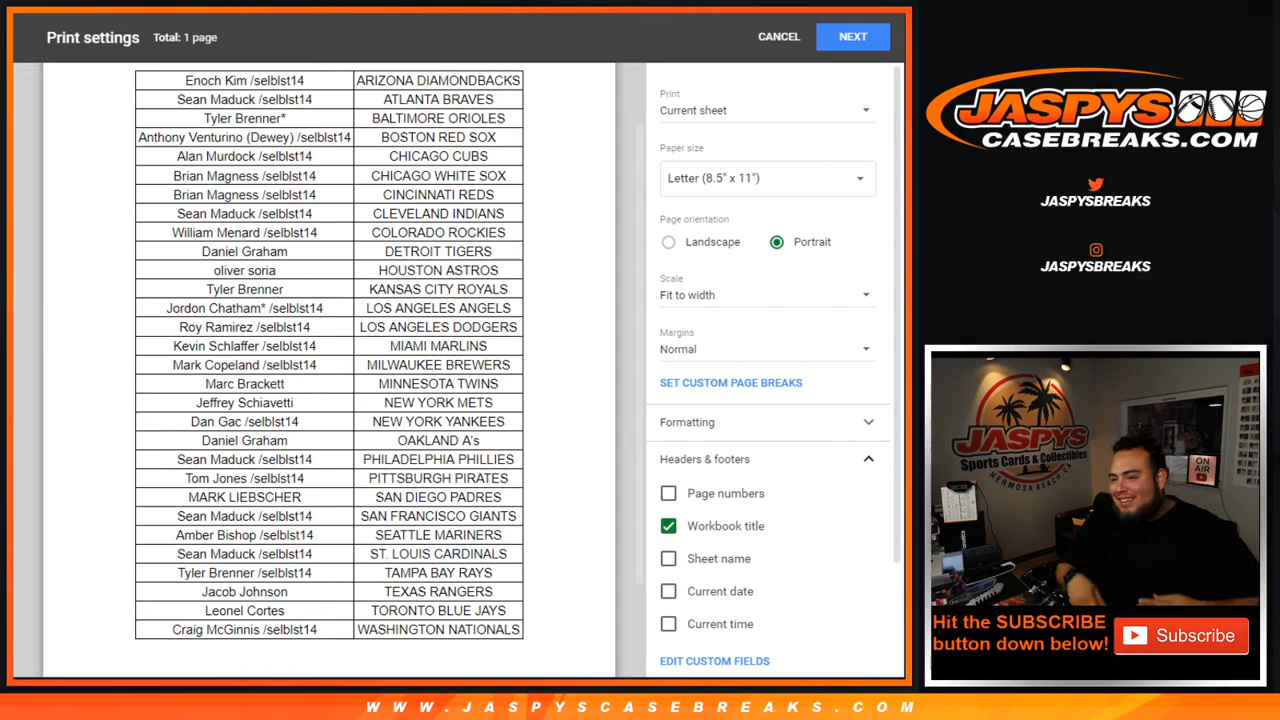 Print settings Total: 1 page CANCEL NEXT
Enoch Kim /selblst14 ARIZONA DIAMONDBACKS
Sean Maduck /selblst14 ATLANTA BRAVES
Tyler Brenner* BALTIMORE ORIOLES
Anthony Venturino (Dewey) /selblst14 BOSTON RED SOX
Alan Murdock /selblst14 CHICAGO CUBS
Brian Magness /selblst14 CHICAGO WHITE SOX
Brian Magness /selblst14 CINCINNATI REDS
Sean Maduck /selblst14 CLEVELAND INDIANS
William Menard /selblst14 COLORADO ROCKIES
Daniel Graham DETROIT TIGERS
oliver soria HOUSTON ASTROS
Tyler Brenner KANSAS CITY ROYALS
Jordon Chatham* /selblst14 LOS ANGELES ANGELS
Roy Ramirez /selblst14 LOS ANGELES DODGERS
Kevin Schlaffer /selblst14 MIAMI MARLINS
Mark Copeland /selblst14 MILWAUKEE BREWERS
Marc Brackett MINNESOTA TWINS
Jeffrey Schiavetti NEW YORK METS
Dan Gac /selblst14 NEW YORK YANKEES
Daniel Graham OAKLAND A's
Sean Maduck /selblst14 PHILADELPHIA PHILLIES
Tom Jones /selblst14 PITTSBURGH PIRATES
MARK LIEBSCHER SAN DIEGO PADRES
Sean Maduck /selblst14 SAN FRANCISCO GIANTS
Amber Bishop /selblst14 SEATTLE MARINERS
Sean Maduck /selblst14 ST. LOUIS CARDINALS
Tyler Brenner /selblst14 TAMPA BAY RAYS
Jacob Johnson TEXAS RANGERS
Leonel Cortes TORONTO BLUE JAYS
Craig McGinnis /selblst14 WASHINGTON NATIONALS
Print
Current sheet
Paper size
Letter (8.5" x 11")
Page orientation
Landscape Portrait
Scale
Fit to width
Margins
Normal
SET CUSTOM PAGE BREAKS
Formatting
Headers & footers
Page numbers
Workbook title
Sheet name
Current date
Current time
EDIT CUSTOM FIELDS
JASPYS
CASEBREAKS.COM
JASPYSBREAKS
JASPYSBREAKS
JASPYS
Sports Cards & Collectibles
HERMOSA BEACH, CA
ON AIR
Hit the SUBSCRIBE
button down below!
Subscribe
WWW.JASPYSCASEBREAKS.COM